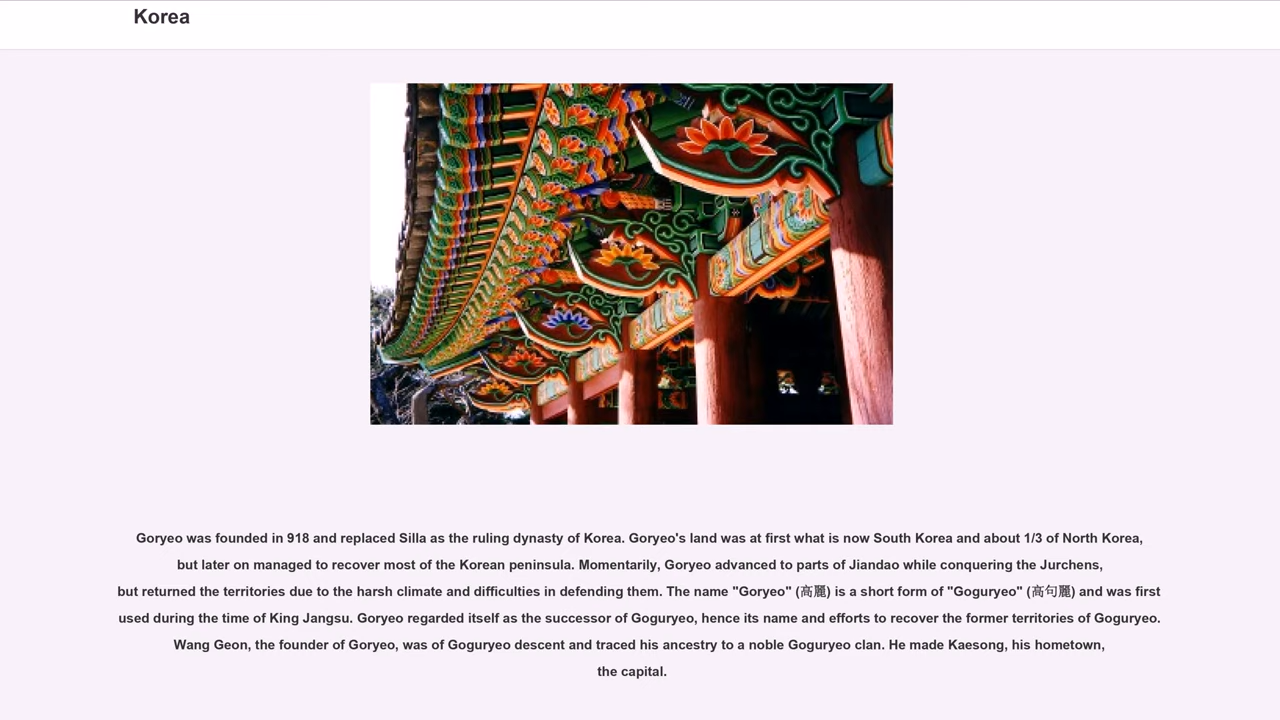 Korea
Goryeo was founded in 918 and replaced Silla as the ruling dynasty of Korea. Goryeo's land was at first what is now South Korea and about 1/3 of North Korea,
but later on managed to recover most of the Korean peninsula. Momentarily, Goryeo advanced to parts of Jiandao while conquering the Jurchens,
but returned the territories due to the harsh climate and difficulties in defending them. The name "Goryeo" (高麗) is a short form of "Goguryeo" (高句麗) and was first
used during the time of King Jangsu. Goryeo regarded itself as the successor of Goguryeo, hence its name and efforts to recover the former territories of Goguryeo.
Wang Geon, the founder of Goryeo, was of Goguryeo descent and traced his ancestry to a noble Goguryeo clan. He made Kaesong, his hometown,
the capital.